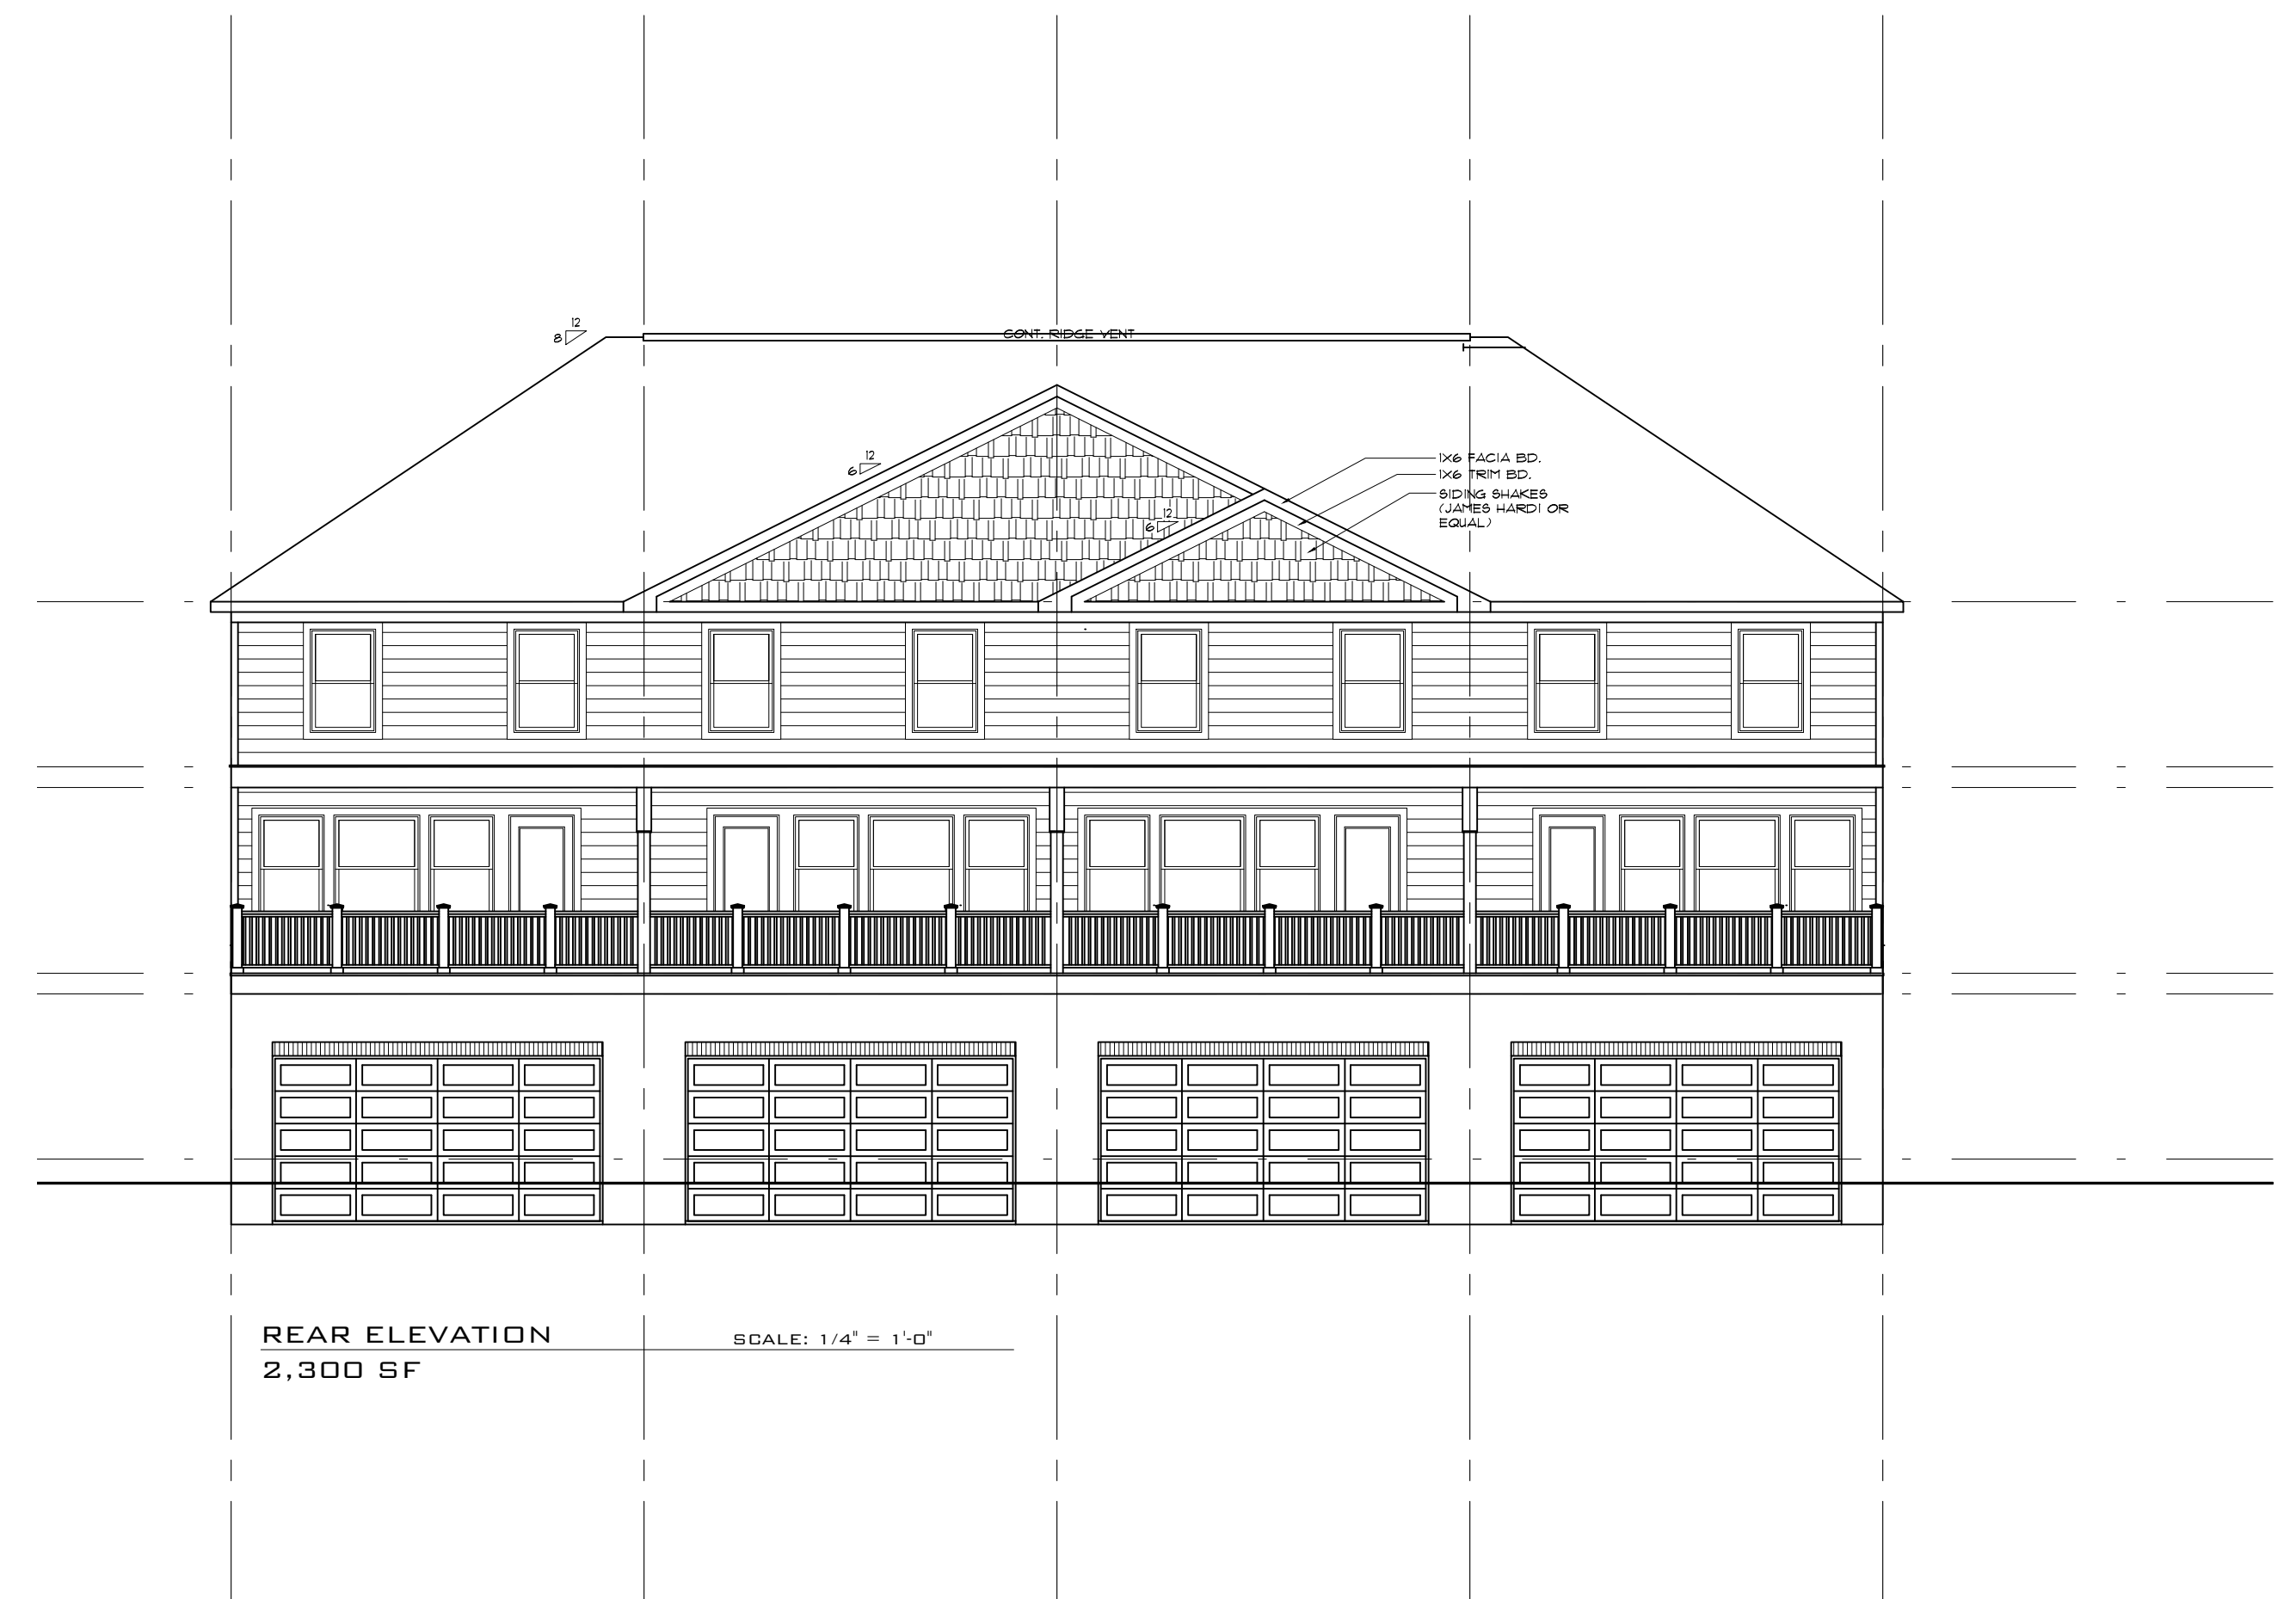 12
8
CONT. RIDGE VENT
12
6
1X6 FACIA BD.
1X6 TRIM BD.
SIDING SHAKES
(JAMES HARDI OR
EQUAL)
12
6
REAR ELEVATION
SCALE: 1/4" = 1'-0"
2,300 SF